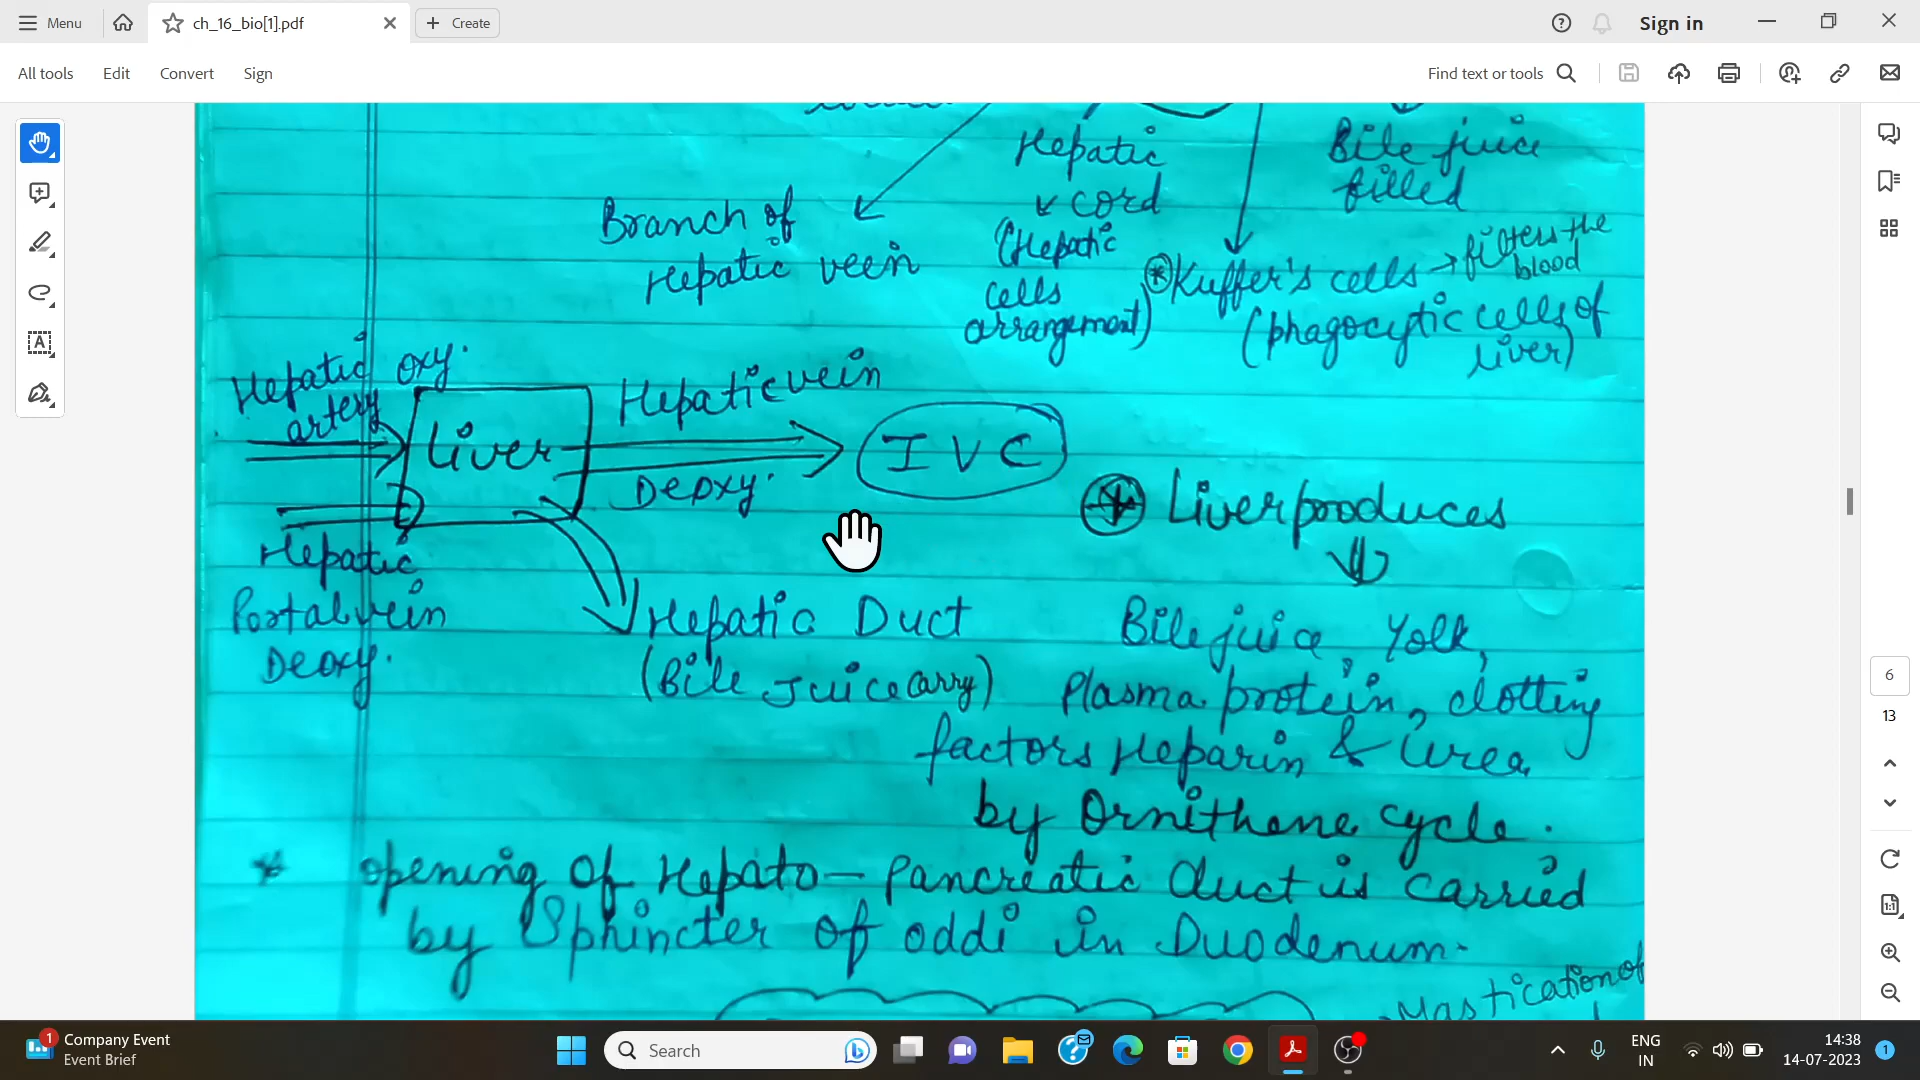 Menu
ch_16_bio[1].pdf
Create
Sign in
All tools
Edit
Convert
Sign
Find text or tools
Hepatic
cord
(Hepatic
cells
arrangement)
Bile juice
filled
Branch of
Hepatic vein
Kuffer's cells → filters the
blood
(phagocytic cells of
liver)
Hepatic
artery
oxy.
Liver
Hepatic vein
Deoxy.
IVC
Hepatic
Portal vein
Deoxy.
Hepatic Duct
(Bile Juice carry)
Liver produces
Bile juice, Yolk,
Plasma protein, clotting
factors Heparin & Urea
by Ornithene cycle.
* opening of Hepato - Pancreatic duct is carried
by Sphincter of oddi in Duodenum.
Mastication of
6
13
1
Company Event
Event Brief
Search
ENG
IN
14:38
14-07-2023
1